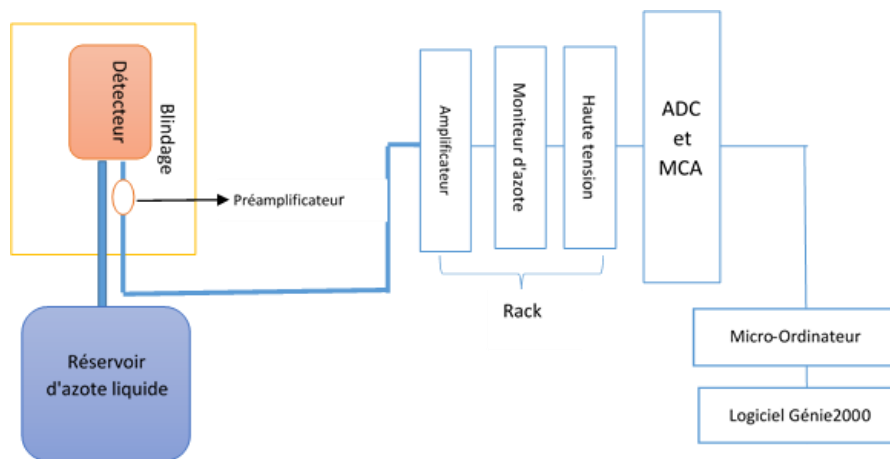 Détecteur
Blindage
Préamplificateur
Réservoir
d'azote liquide
Amplificateur
Moniteur d'azote
Haute tension
Rack
ADC
et
MCA
Micro-Ordinateur
Logiciel Génie2000